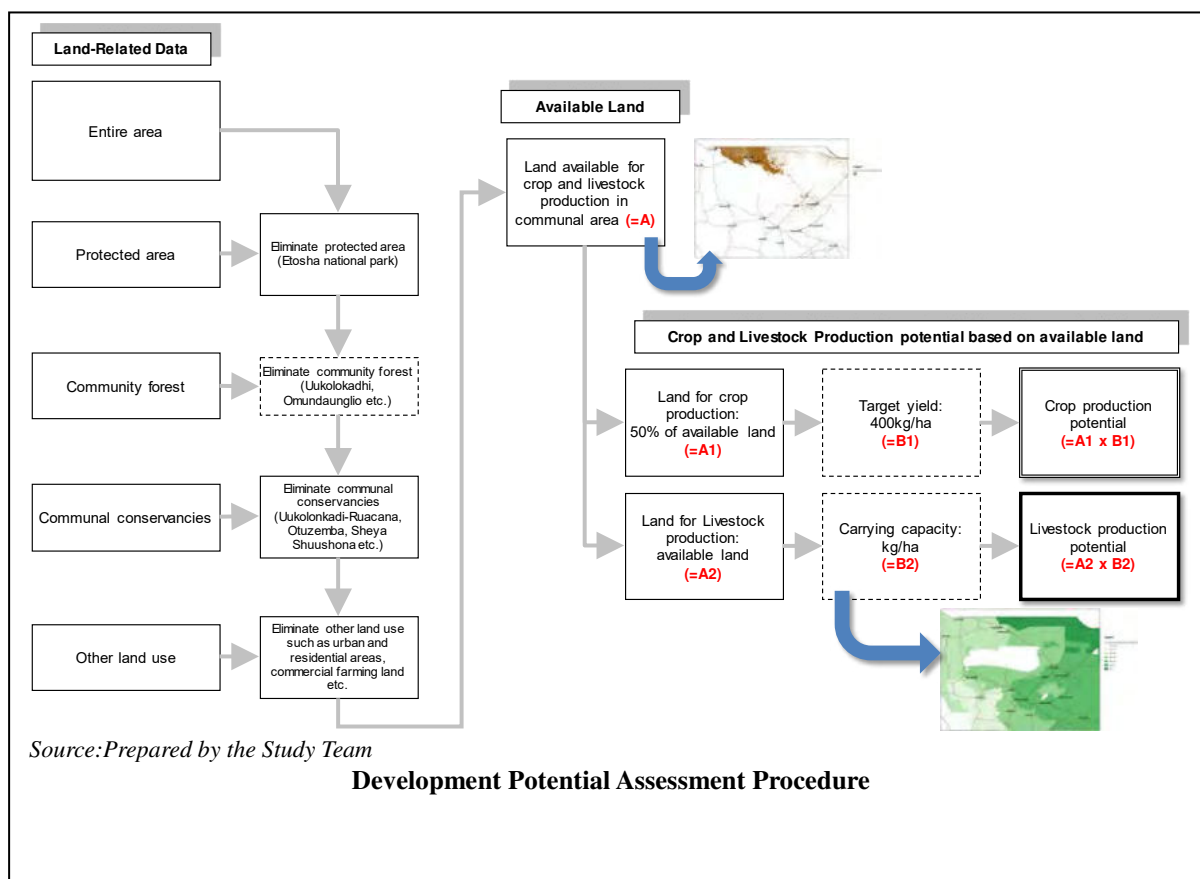 Land-Related Data
Entire area
Protected area
Eliminate protected area
(Etosha national park)
Community forest
Eliminate community forest
(Uukolokadhi,
Omundaunglio etc.)
Communal conservancies
Eliminate communal
conservancies
(Uukolonkadi-Ruacana,
Otuzemba, Sheya
Shuushona etc.)
Other land use
Eliminate other land use
such as urban and
residential areas,
commercial farming land
etc.
Available Land
Land available for
crop and livestock
production in
communal area (=A)
Crop and Livestock Production potential based on available land
Land for crop
production:
50% of available land
(=A1)
Target yield:
400kg/ha
(=B1)
Crop production
potential
(=A1 x B1)
Land for Livestock
production:
available land
(=A2)
Carrying capacity:
kg/ha
(=B2)
Livestock production
potential
(=A2 x B2)
Source:Prepared by the Study Team
Development Potential Assessment Procedure